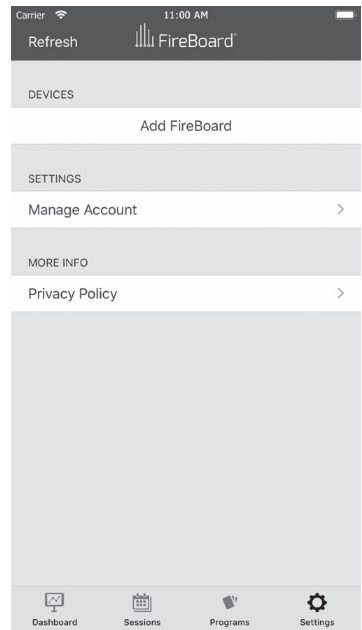 Carrier 11:00 AM
Refresh FireBoard®
DEVICES
Add FireBoard
SETTINGS
Manage Account
MORE INFO
Privacy Policy
Dashboard Sessions Programs Settings